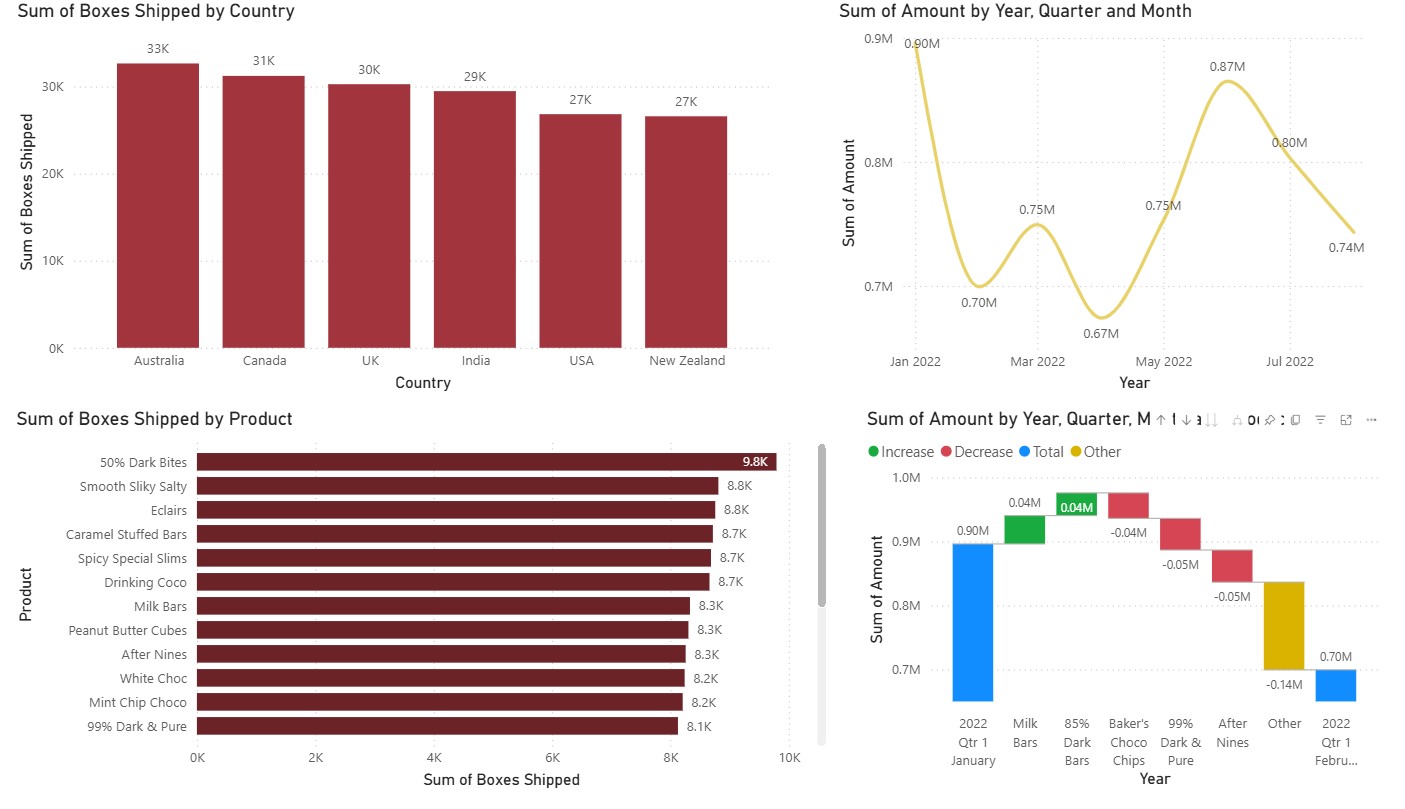 Sum of Boxes Shipped by Country
Sum of Boxes Shipped
30K
20K
10K
0K
33K
31K
30K
29K
27K
27K
Australia
Canada
UK
India
USA
New Zealand
Country
Sum of Amount by Year, Quarter and Month
Sum of Amount
0.9M
0.8M
0.7M
0.90M
0.70M
0.75M
0.67M
0.75M
0.87M
0.80M
0.74M
Jan 2022
Mar 2022
May 2022
Jul 2022
Year
Sum of Boxes Shipped by Product
Product
50% Dark Bites
9.8K
Smooth Sliky Salty
8.8K
Eclairs
8.8K
Caramel Stuffed Bars
8.7K
Spicy Special Slims
8.7K
Drinking Coco
8.7K
Milk Bars
8.3K
Peanut Butter Cubes
8.3K
After Nines
8.3K
White Choc
8.2K
Mint Chip Choco
8.2K
99% Dark & Pure
8.1K
0K
2K
4K
6K
8K
10K
Sum of Boxes Shipped
Sum of Amount by Year, Quarter, M
Increase
Decrease
Total
Other
Sum of Amount
1.0M
0.9M
0.8M
0.7M
0.90M
0.04M
0.04M
-0.04M
-0.05M
-0.05M
-0.14M
0.70M
2022
Qtr 1
January
Milk
Bars
85%
Dark
Bars
Baker's
Choco
Chips
99%
Dark &
Pure
After
Nines
Other
2022
Qtr 1
Febru...
Year